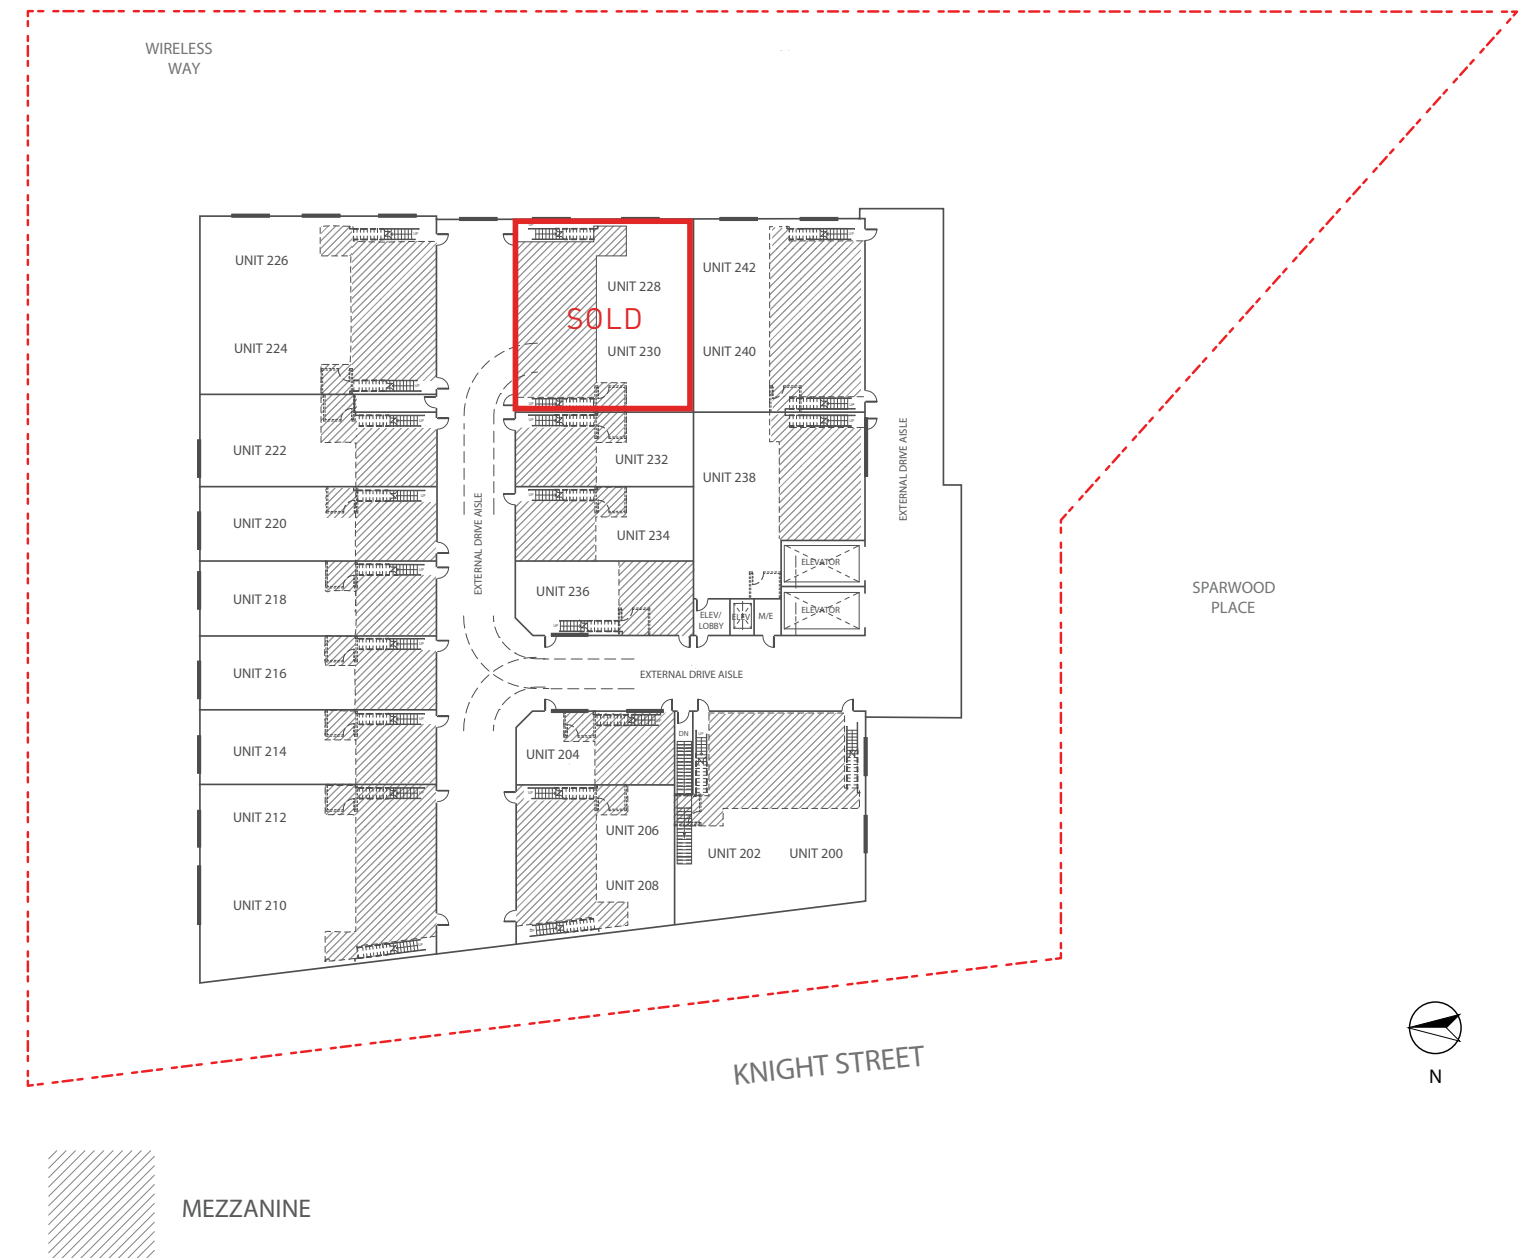 WIRELESS
WAY
UNIT 226
UNIT 224
UNIT 228
SOLD
UNIT 230
UNIT 242
UNIT 240
UNIT 222
UNIT 232
UNIT 238
UNIT 220
UNIT 234
EXTERNAL DRIVE AISLE
EXTERNAL DRIVE AISLE
ELEVATOR
UNIT 218
UNIT 236
ELEV/
LOBBY
ELEV
M/E
ELEVATOR
SPARWOOD
PLACE
UNIT 216
EXTERNAL DRIVE AISLE
UNIT 214
UNIT 204
DN
UNIT 212
UNIT 206
UNIT 202
UNIT 200
UNIT 208
UNIT 210
KNIGHT STREET
N
MEZZANINE